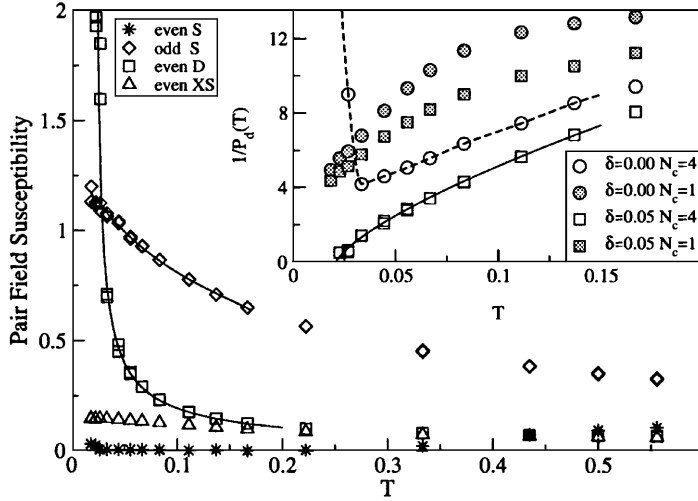 2
1.5
1
0.5
0
Pair Field Susceptibility
even S
odd S
even D
even XS
12
8
4
0
1/P_d(T)
δ=0.00 N_c=4
δ=0.00 N_c=1
δ=0.05 N_c=4
δ=0.05 N_c=1
0 0.05 0.1 0.15
T
0 0.1 0.2 0.3 0.4 0.5
T